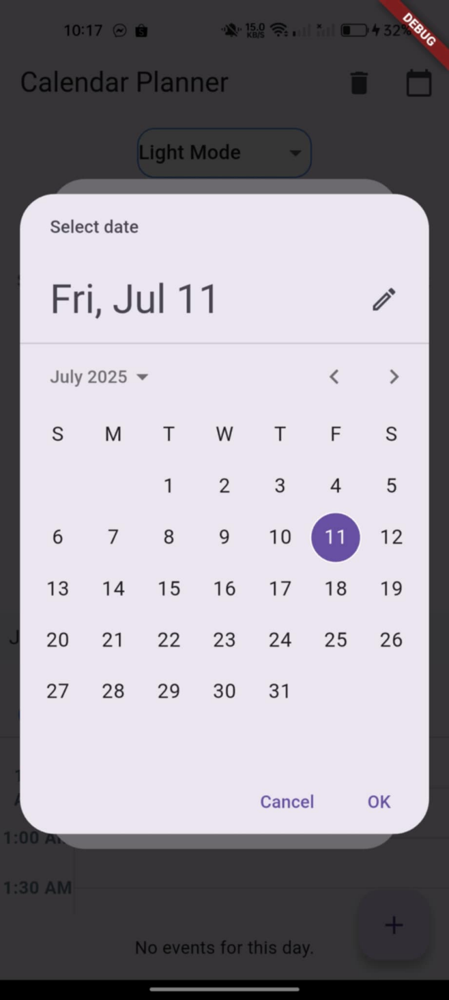 10:17 15.0 KB/S 32%
DEBUG
Calendar Planner
Light Mode
Select date
Fri, Jul 11
July 2025
S M T W T F S
1 2 3 4 5
6 7 8 9 10 11 12
13 14 15 16 17 18 19
J
20 21 22 23 24 25 26
27 28 29 30 31
Cancel OK
1:00 A
1:30 AM
+
No events for this day.